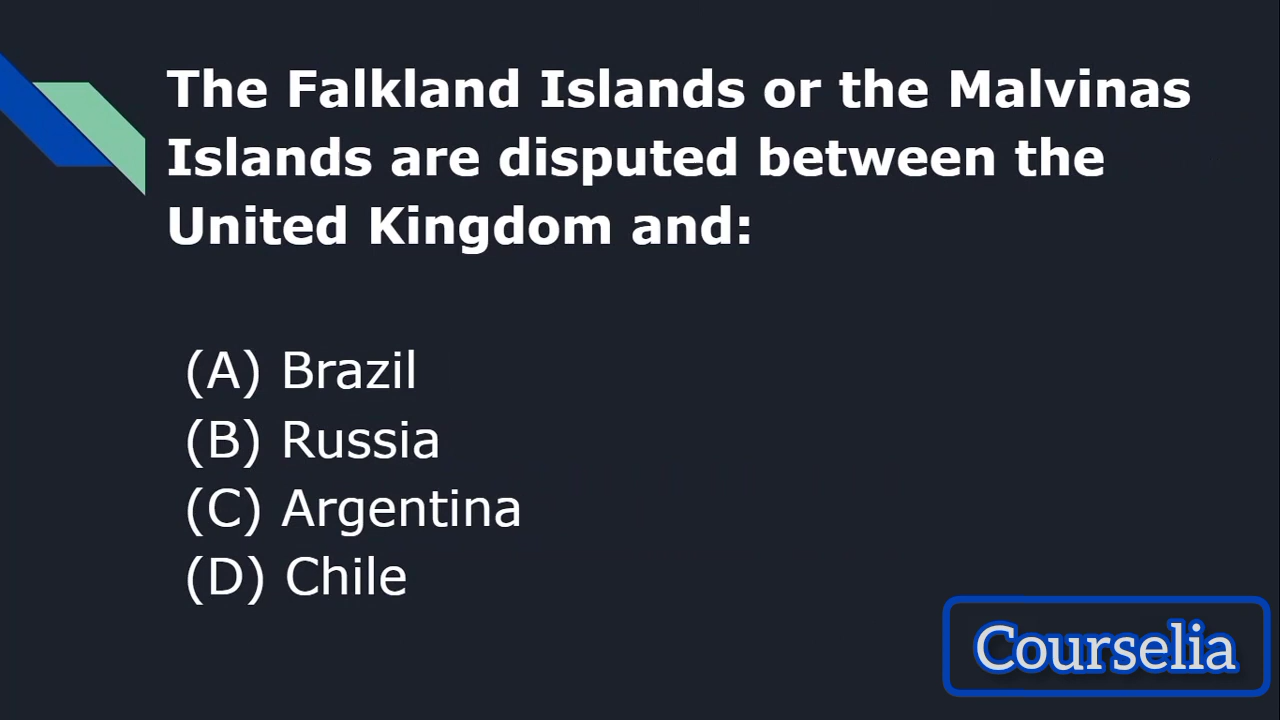 The Falkland Islands or the Malvinas
Islands are disputed between the
United Kingdom and:
(A) Brazil
(B) Russia
(C) Argentina
(D) Chile
Courselia